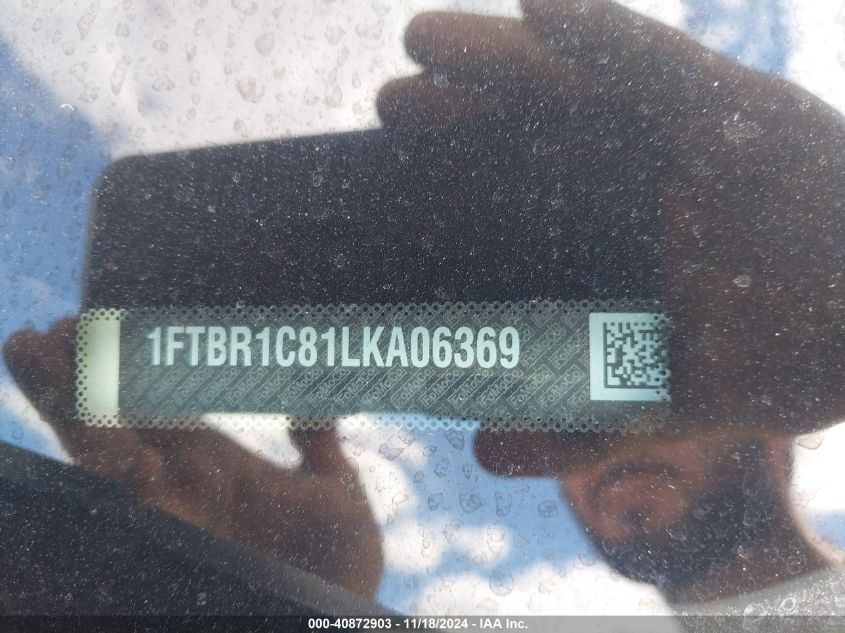 1FTBR1C81LKA06369
000-40872903 - 11/18/2024 - IAA Inc.